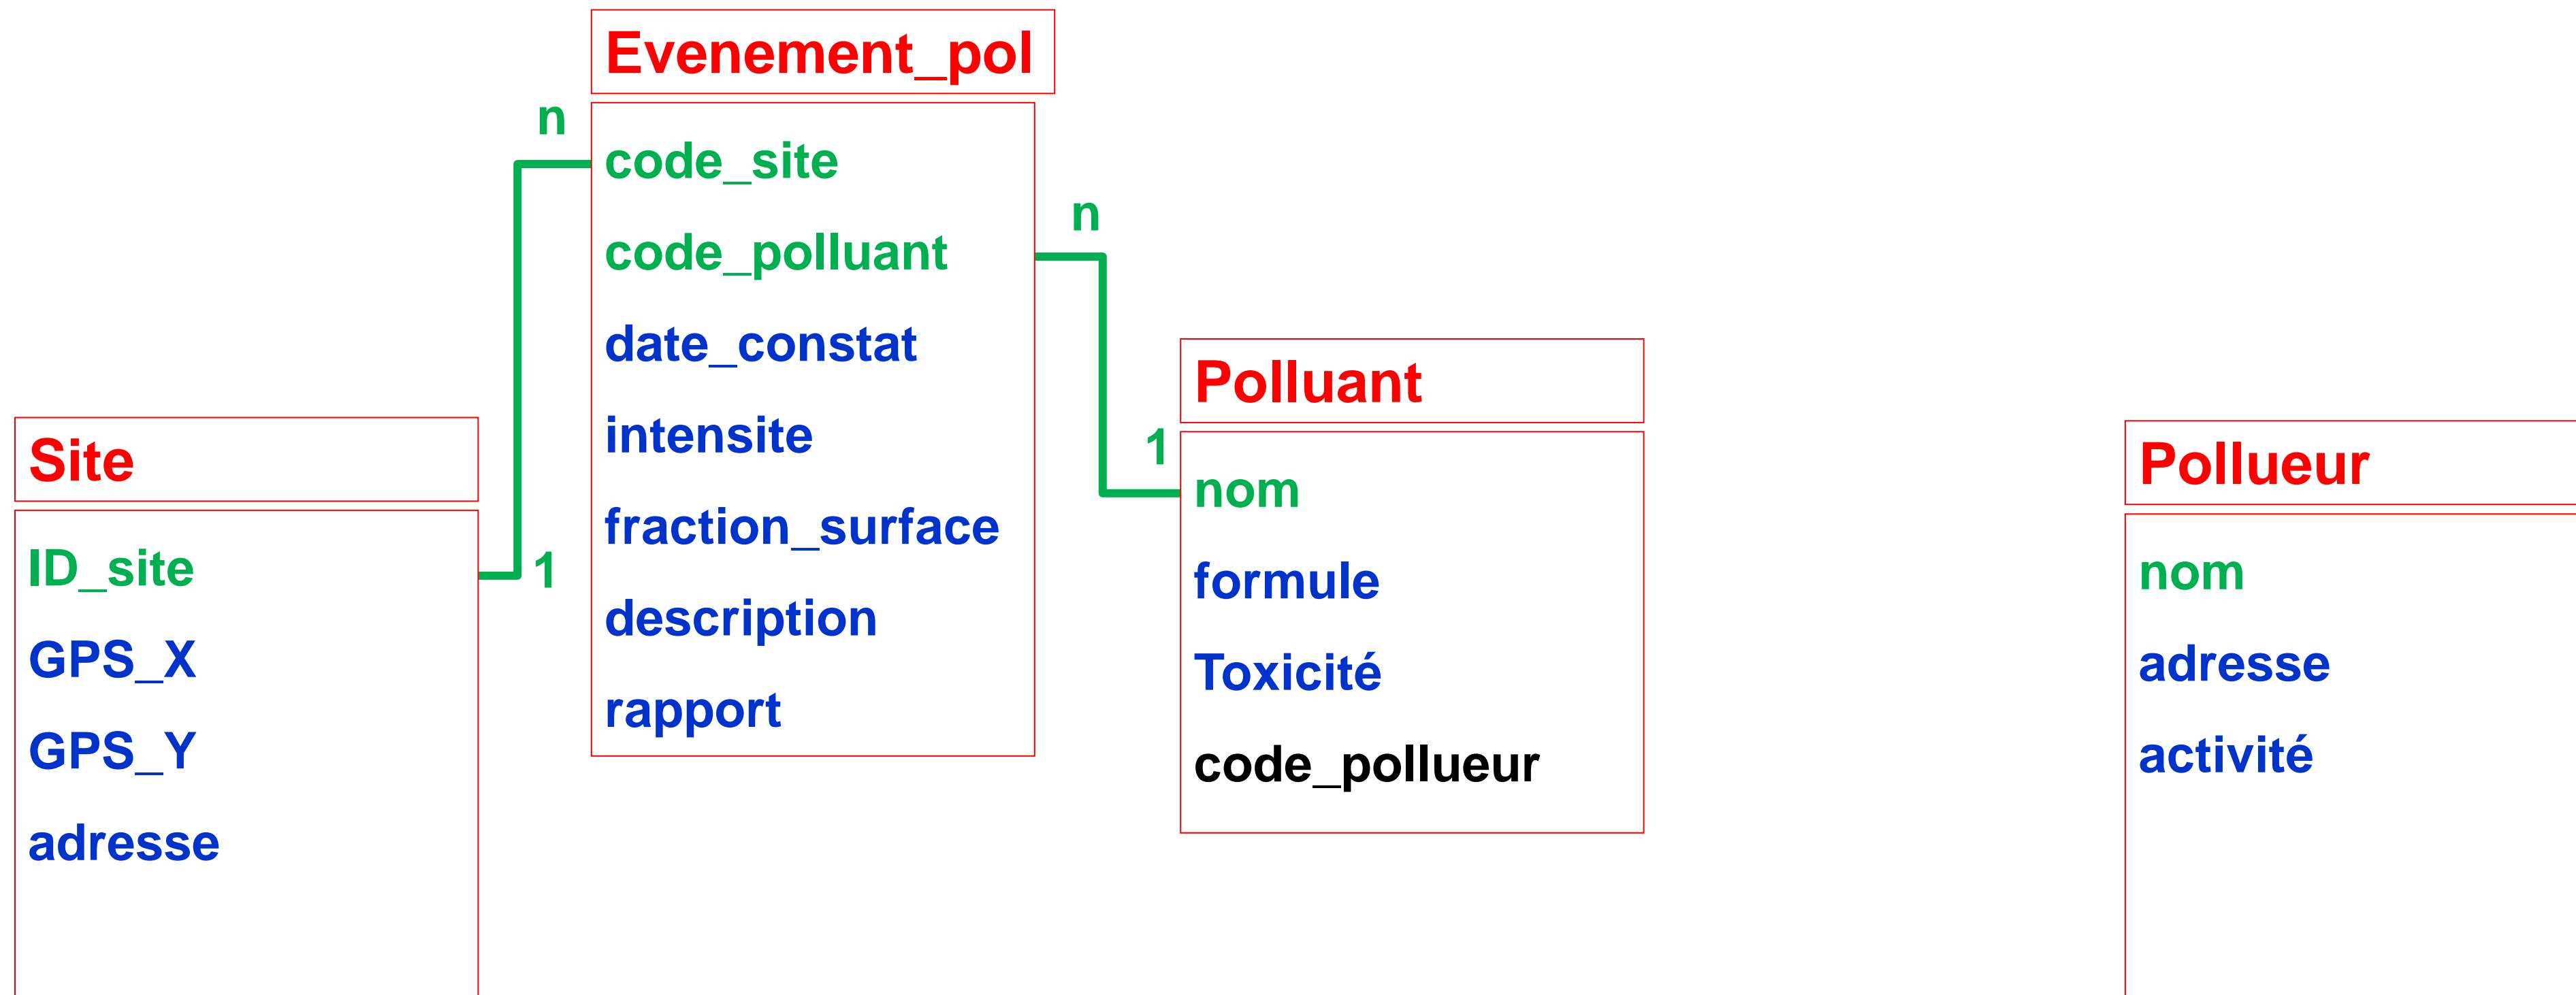 Evenement_pol
n
code_site
code_polluant
date_constat
intensite
fraction_surface
description
rapport
n
1
Site
ID_site
GPS_X
GPS_Y
adresse
1
Polluant
nom
formule
Toxicité
code_pollueur
Pollueur
nom
adresse
activité